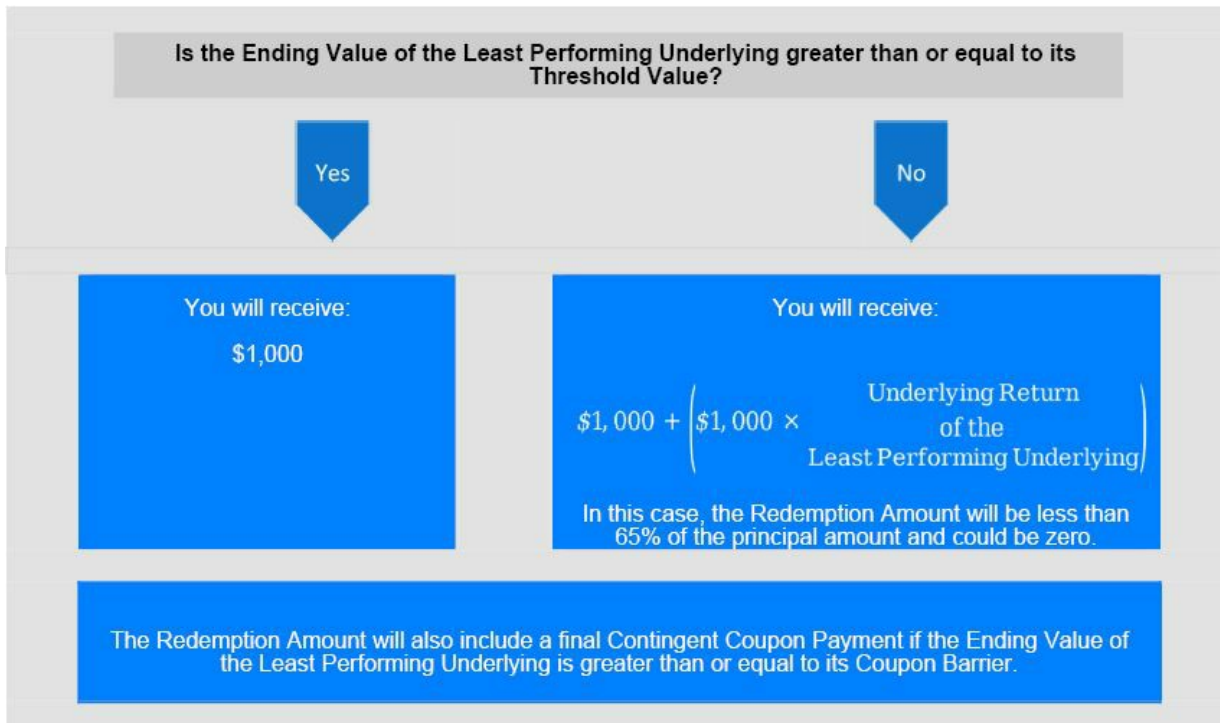 Is the Ending Value of the Least Performing Underlying greater than or equal to its
Threshold Value?
Yes
No
You will receive:
$1,000
You will receive:
$1,000 + ($1,000 × Underlying Return
of the
Least Performing Underlying)
In this case, the Redemption Amount will be less than
65% of the principal amount and could be zero.
The Redemption Amount will also include a final Contingent Coupon Payment if the Ending Value of
the Least Performing Underlying is greater than or equal to its Coupon Barrier.